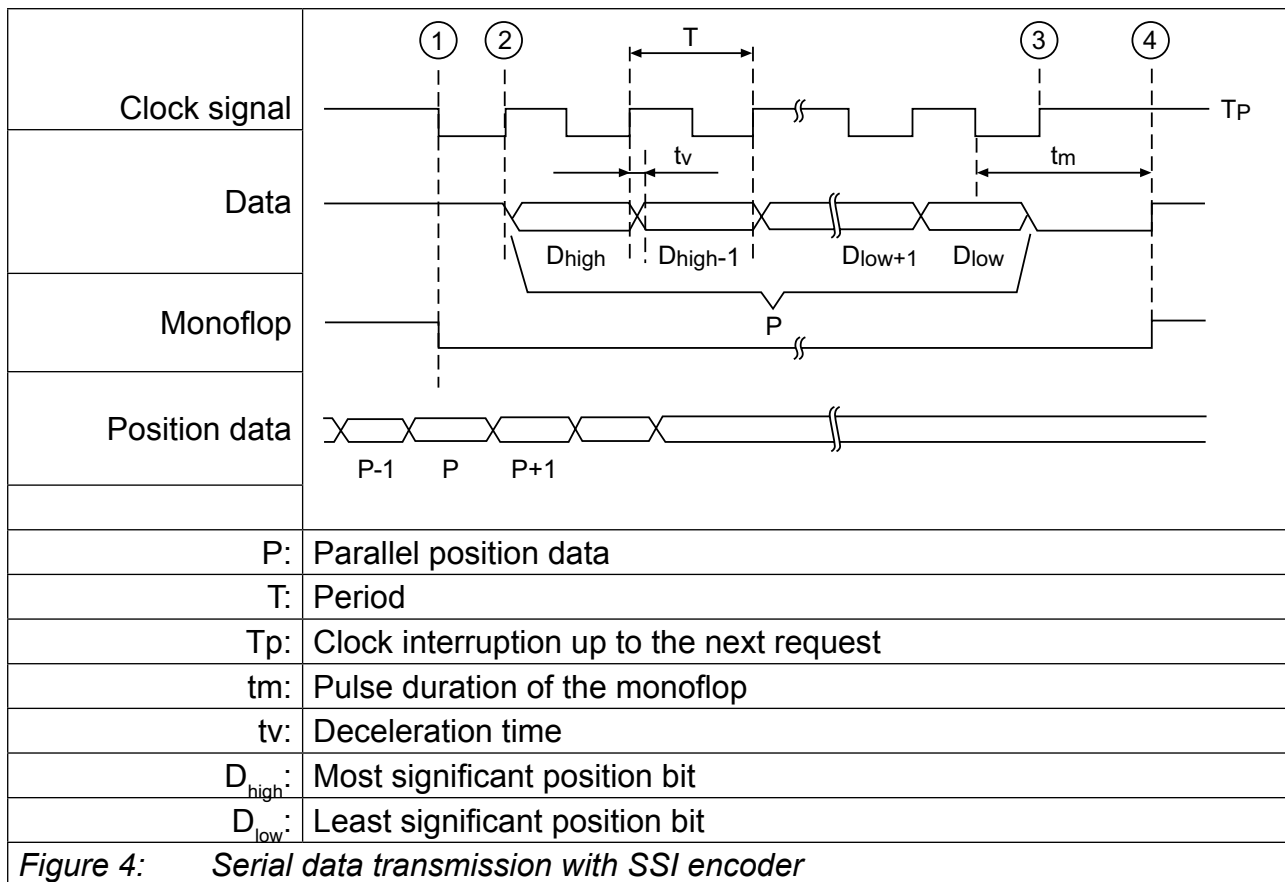 1 2 T 3 4
Clock signal TP
tv tm
Data
Dhigh Dhigh-1 Dlow+1 Dlow
Monoflop P
Position data
P-1 P P+1
P: Parallel position data
T: Period
Tp: Clock interruption up to the next request
tm: Pulse duration of the monoflop
tv: Deceleration time
Dhigh: Most significant position bit
Dlow: Least significant position bit
Figure 4: Serial data transmission with SSI encoder